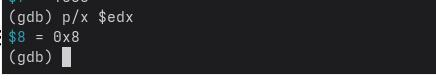 (gdb) p/x $edx
$8 = 0x8
(gdb)